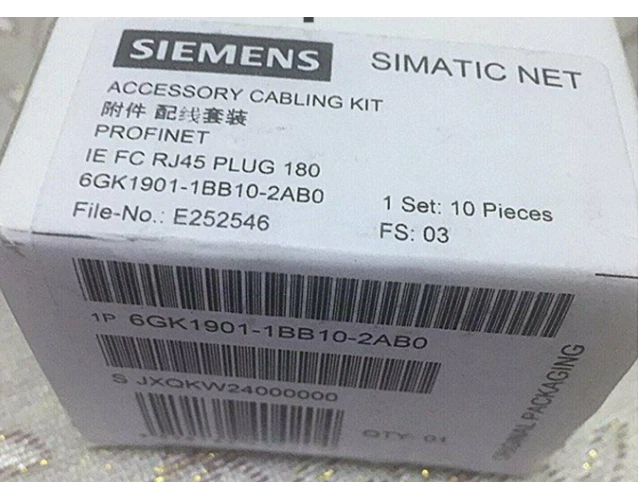 SIEMENS SIMATIC NET
ACCESSORY CABLING KIT
附件 配线套装
PROFINET
IE FC RJ45 PLUG 180
6GK1901-1BB10-2AB0 1 Set: 10 Pieces
File-No.: E252546 FS: 03
1P 6GK1901-1BB10-2AB0
S JXQKW24000000
QTY 01
ORIGINAL PACKAGING